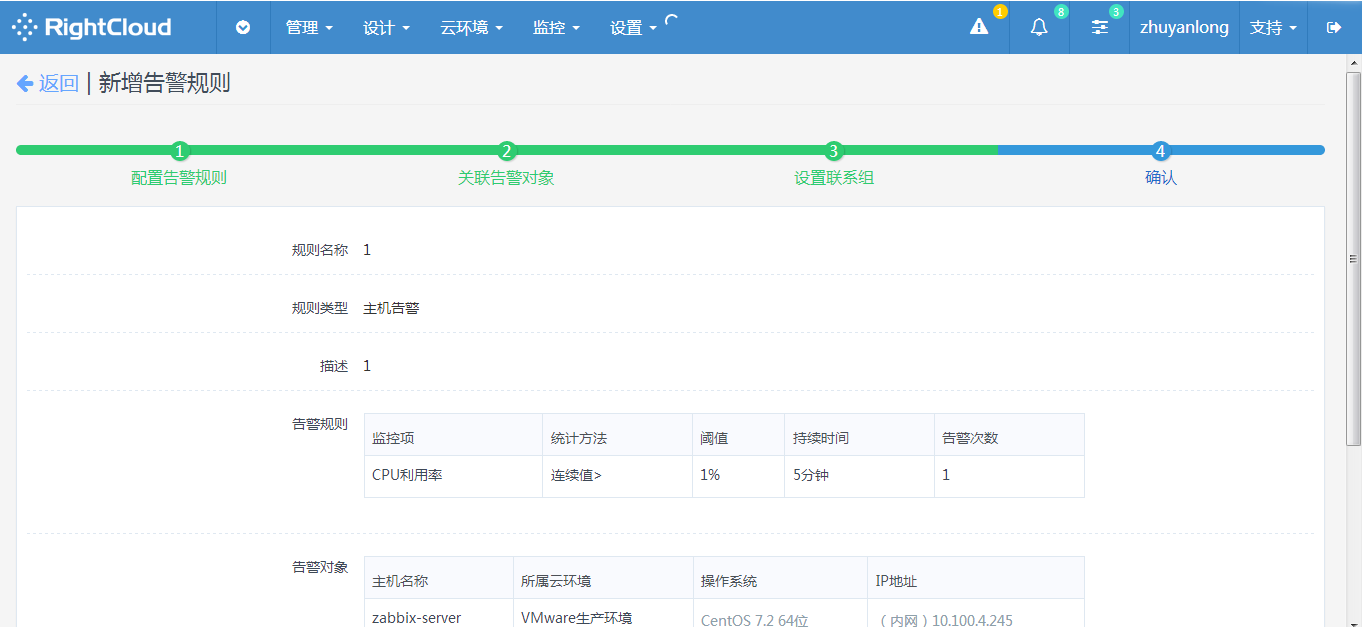 RightCloud 管理 设计 云环境 监控 设置 1 8 3 zhuyanlong 支持
返回 | 新增告警规则
1 2 3 4
配置告警规则 关联告警对象 设置联系组 确认
规则名称 1
规则类型 主机告警
描述 1
告警规则
监控项 统计方法 阈值 持续时间 告警次数
CPU利用率 连续值> 1% 5分钟 1
告警对象
主机名称 所属云环境 操作系统 IP地址
zabbix-server VMware生产环境 CentOS 7.2 64位 （内网）10.100.4.245